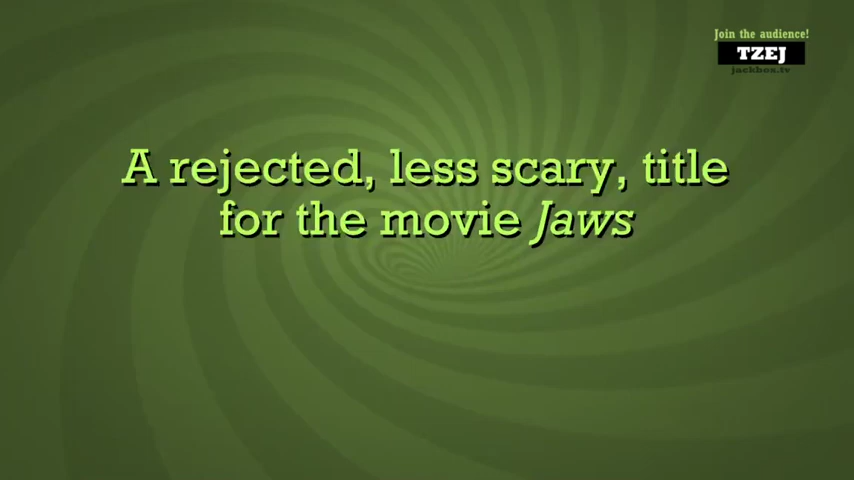 Join the audience!
TZEJ
jackbox.tv
A rejected, less scary, title
for the movie Jaws